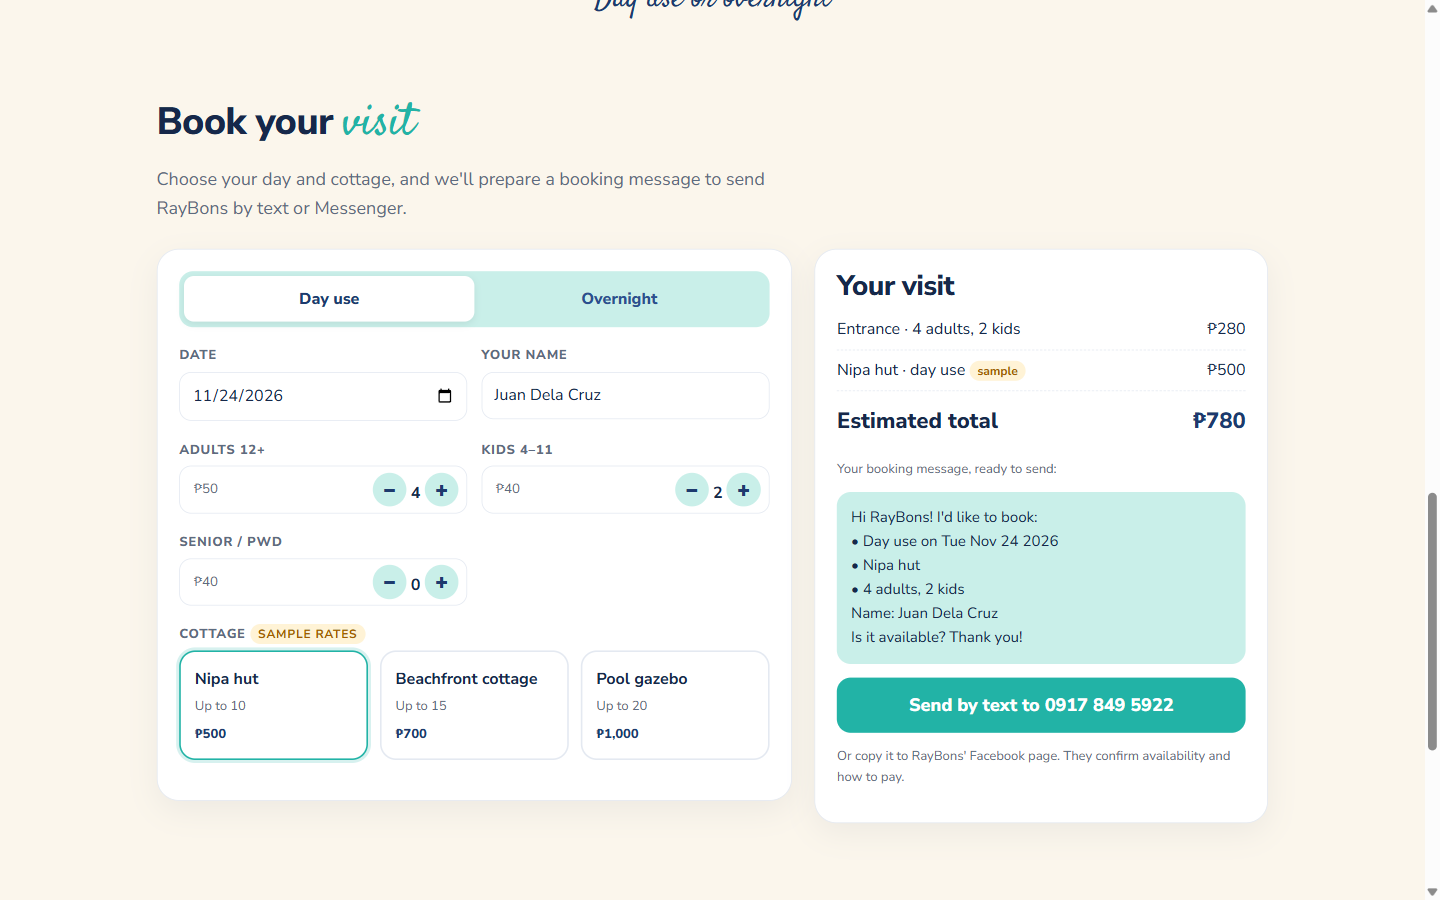 Day use or overnight
Book your visit
Choose your day and cottage, and we'll prepare a booking message to send
RayBons by text or Messenger.
Day use
Overnight
DATE
YOUR NAME
11/24/2026
Juan Dela Cruz
ADULTS 12+
KIDS 4–11
₱50
− 4 +
₱40
− 2 +
SENIOR / PWD
₱40
− 0 +
COTTAGE SAMPLE RATES
Nipa hut
Up to 10
₱500
Beachfront cottage
Up to 15
₱700
Pool gazebo
Up to 20
₱1,000
Your visit
Entrance · 4 adults, 2 kids ₱280
Nipa hut · day use sample ₱500
Estimated total ₱780
Your booking message, ready to send:
Hi RayBons! I'd like to book:
• Day use on Tue Nov 24 2026
• Nipa hut
• 4 adults, 2 kids
Name: Juan Dela Cruz
Is it available? Thank you!
Send by text to 0917 849 5922
Or copy it to RayBons' Facebook page. They confirm availability and
how to pay.